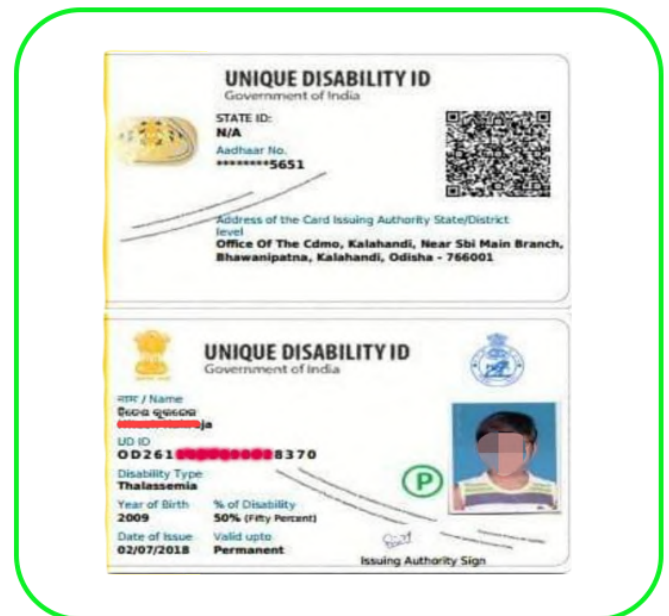 UNIQUE DISABILITY ID
Government of India
STATE ID:
N/A
Aadhaar No.
********5651
Address of the Card Issuing Authority State/District
level
Office Of The Cdmo, Kalahandi, Near Sbi Main Branch,
Bhawanipatna, Kalahandi, Odisha - 766001
UNIQUE DISABILITY ID
Government of India
नाम / Name
ja
UD ID
OD261 8370
Disability Type
Thalassemia
Year of Birth % of Disability
2009 50% (Fifty Percent)
P
Date of Issue Valid upto
02/07/2018 Permanent
Issuing Authority Sign